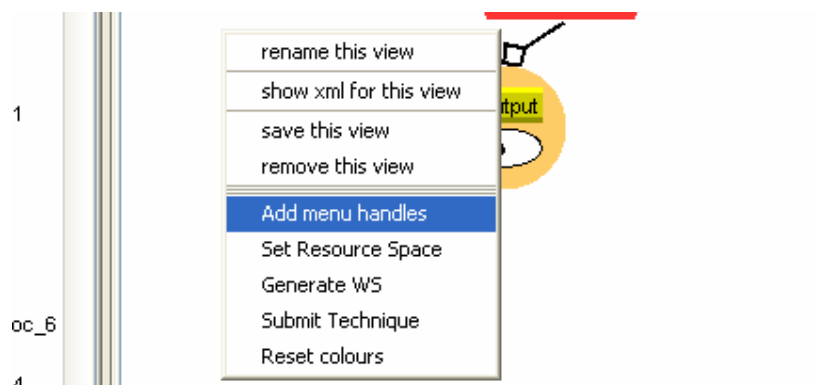 rename this view
show xml for this view
1
tput
save this view
remove this view
Add menu handles
Set Resource Space
Generate WS
oc_6
Submit Technique
Reset colours
4